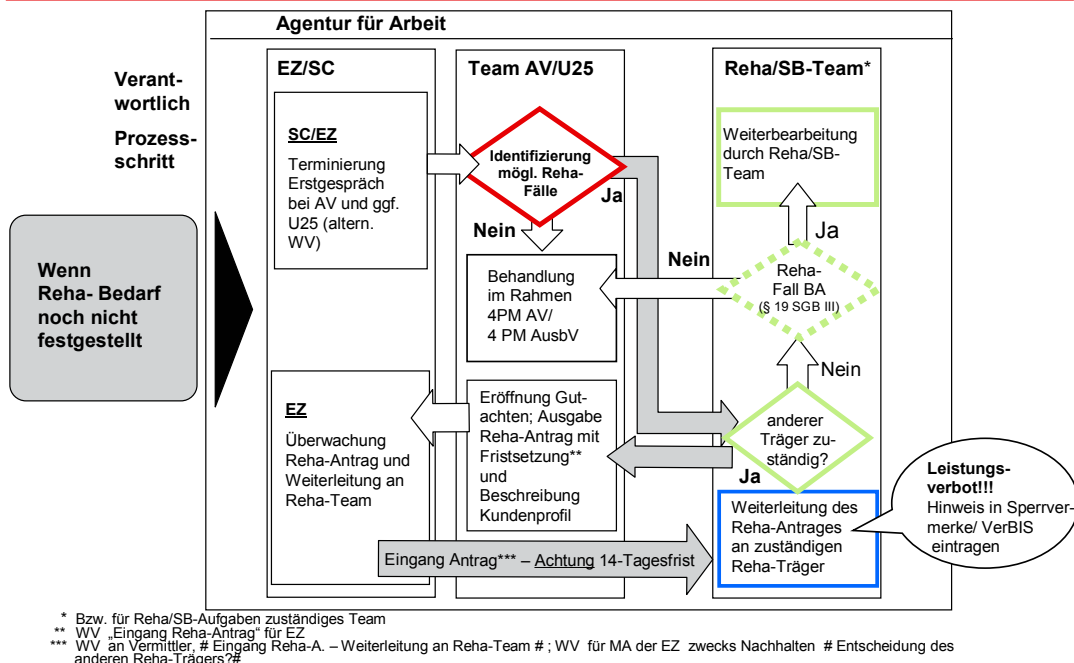 Agentur für Arbeit
Verant-
wortlich
Prozess-
schritt
Wenn
Reha- Bedarf
noch nicht
festgestellt
EZ/SC
SC/EZ
Terminierung
Erstgespräch
bei AV und ggf.
U25 (altern.
WV)
EZ
Überwachung
Reha-Antrag und
Weiterleitung an
Reha-Team
Team AV/U25
Identifizierung
mögl. Reha-
Fälle
Ja
Nein
Behandlung
im Rahmen
4PM AV/
4 PM AusbV
Eröffnung Gut-
achten; Ausgabe
Reha-Antrag mit
Fristsetzung**
und
Beschreibung
Kundenprofil
Eingang Antrag*** – Achtung 14-Tagesfrist
Reha/SB-Team*
Weiterbearbeitung
durch Reha/SB-
Team
Ja
Nein
Reha-
Fall BA
(§ 19 SGB III)
Nein
anderer
Träger zu-
ständig?
Ja
Weiterleitung des
Reha-Antrages
an zuständigen
Reha-Träger
Leistungs-
verbot!!!
Hinweis in Sperrver-
merke/ VerBIS
eintragen
* Bzw. für Reha/SB-Aufgaben zuständiges Team
** WV „Eingang Reha-Antrag“ für EZ
*** WV an Vermittler, # Eingang Reha-A. – Weiterleitung an Reha-Team # ; WV für MA der EZ zwecks Nachhalten # Entscheidung des
anderen Reha-Trägers?#